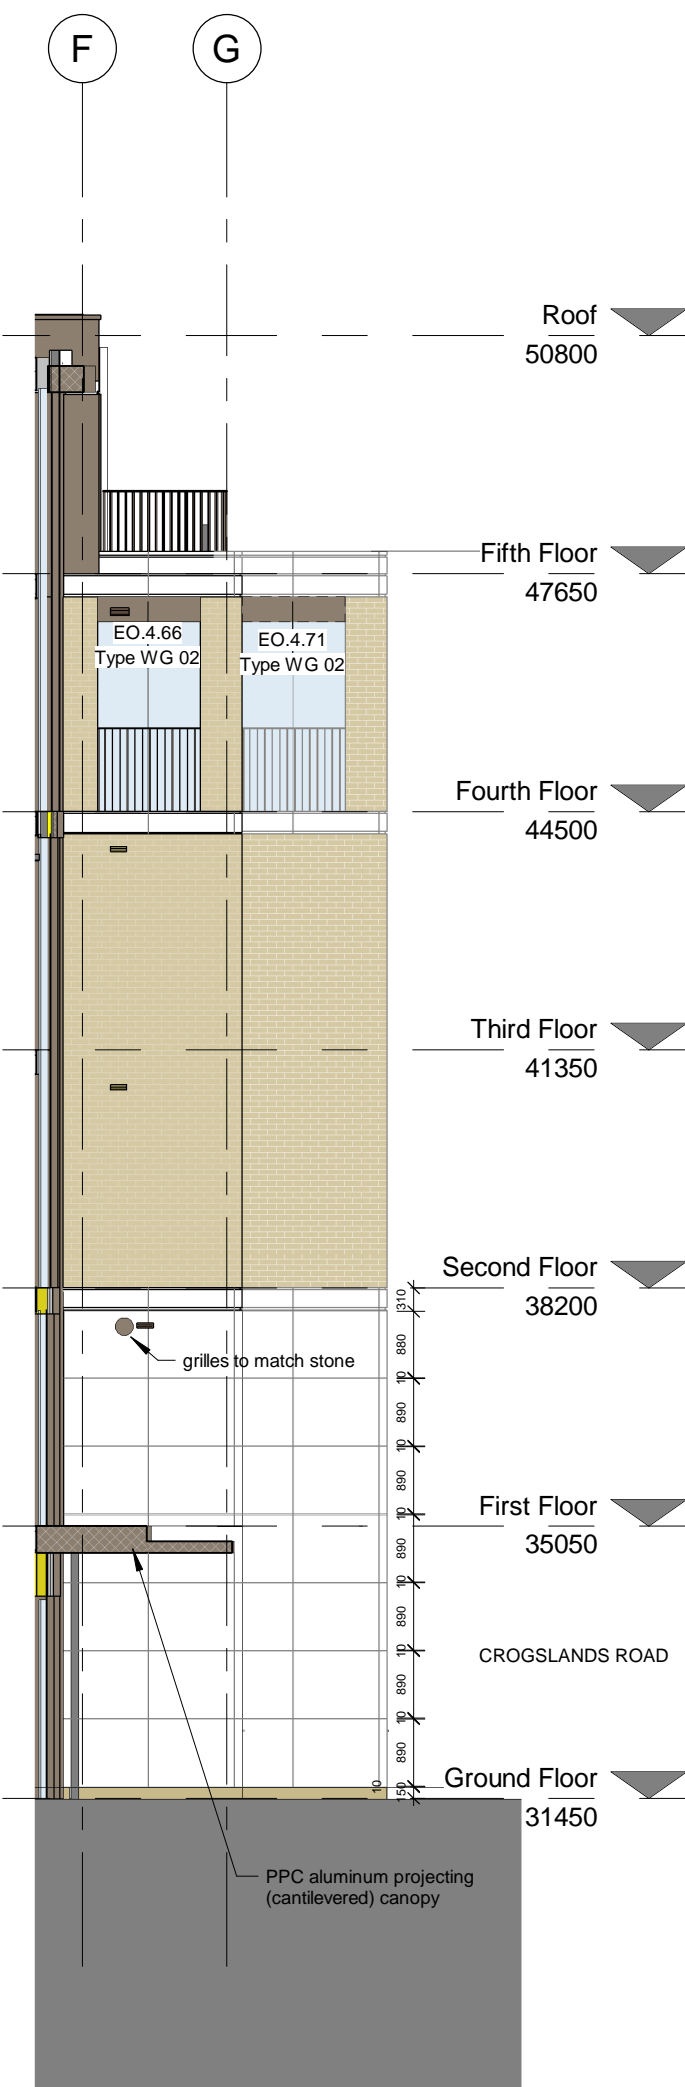 F
G
Roof
50800
Fifth Floor
47650
EO.4.66
Type WG 02
EO.4.71
Type WG 02
Fourth Floor
44500
Third Floor
41350
Second Floor
38200
310
880
grilles to match stone
10
890
10
890
10
First Floor
35050
890
10
890
10
CROGSLANDS ROAD
890
10
890
10
150
Ground Floor
31450
PPC aluminum projecting
(cantilevered) canopy